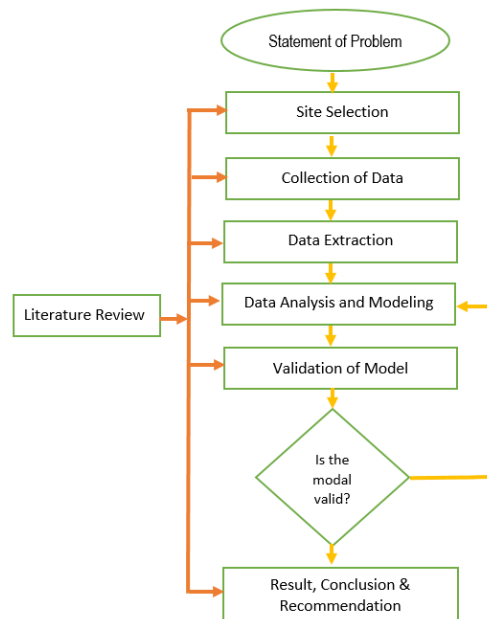 Statement of Problem
Site Selection
Collection of Data
Data Extraction
Data Analysis and Modeling
Literature Review
Validation of Model
Is the
modal
valid?
Result, Conclusion &
Recommendation